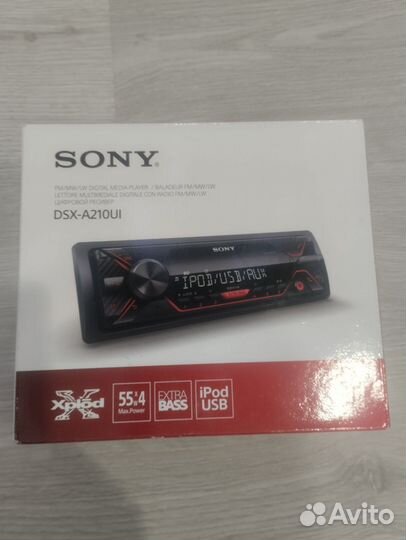 SONY®
FM/MW/LW DIGITAL MEDIA PLAYER / BALADEUR FM/MW/LW
LETTORE MULTIMEDIALE DIGITALE CON RADIO FM/MW/LW
ЦИФРОВОЙ РЕСИВЕР
DSX-A210UI
SONY
IPOD/USB/AUX
Xplod
55W x 4
Max.Power
EXTRA
BASS
iPod
USB
Avito